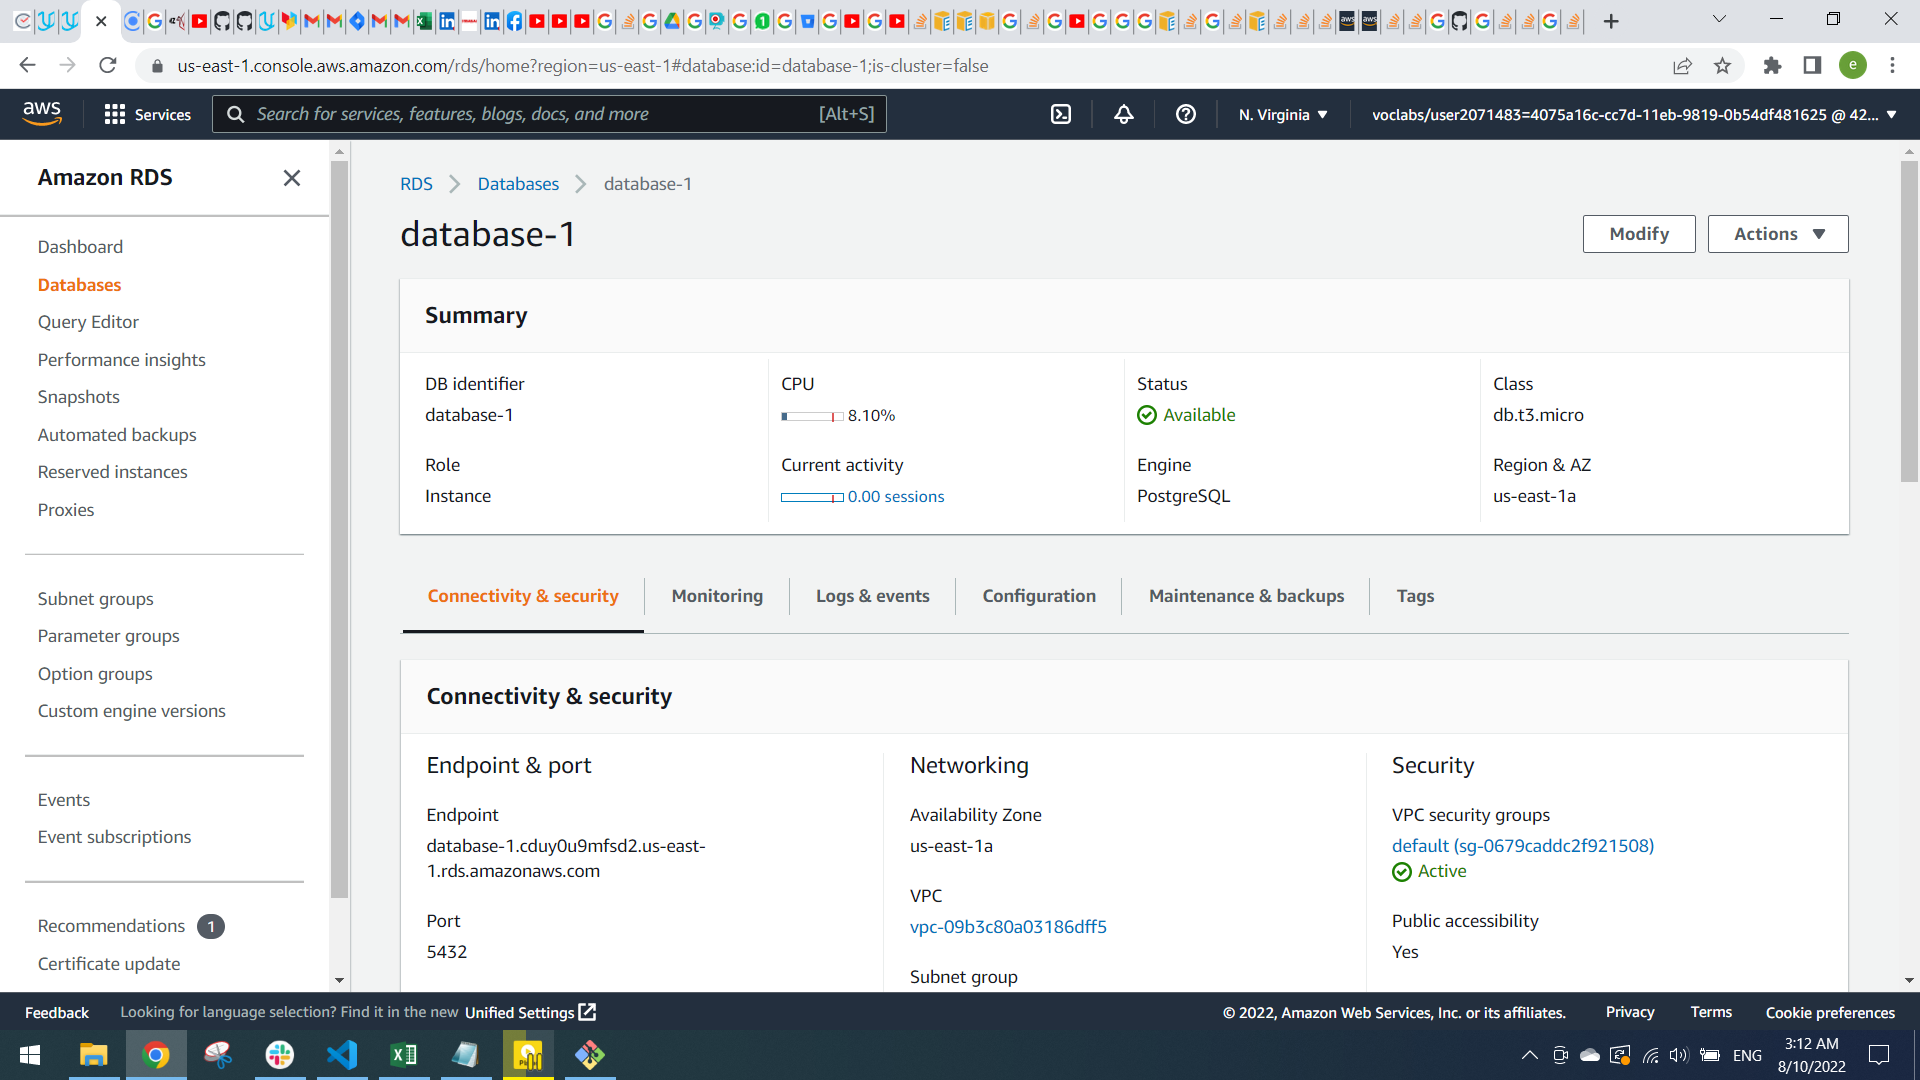 us-east-1.console.aws.amazon.com/rds/home?region=us-east-1#database:id=database-1;is-cluster=false
e
aws
Services
Search for services, features, blogs, docs, and more
[Alt+S]
N. Virginia
voclabs/user2071483=4075a16c-cc7d-11eb-9819-0b54df481625 @ 42...
Amazon RDS
Dashboard
Databases
Query Editor
Performance insights
Snapshots
Automated backups
Reserved instances
Proxies
Subnet groups
Parameter groups
Option groups
Custom engine versions
Events
Event subscriptions
Recommendations 1
Certificate update
RDS
Databases
database-1
database-1
Modify
Actions
Summary
DB identifier
database-1
CPU
8.10%
Status
Available
Class
db.t3.micro
Role
Instance
Current activity
0.00 sessions
Engine
PostgreSQL
Region & AZ
us-east-1a
Connectivity & security
Monitoring
Logs & events
Configuration
Maintenance & backups
Tags
Connectivity & security
Endpoint & port
Endpoint
database-1.cduy0u9mfsd2.us-east-
1.rds.amazonaws.com
Port
5432
Networking
Availability Zone
us-east-1a
VPC
vpc-09b3c80a03186dff5
Subnet group
Security
VPC security groups
default (sg-0679caddc2f921508)
Active
Public accessibility
Yes
Feedback
Looking for language selection? Find it in the new Unified Settings
© 2022, Amazon Web Services, Inc. or its affiliates.
Privacy
Terms
Cookie preferences
ENG
3:12 AM
8/10/2022